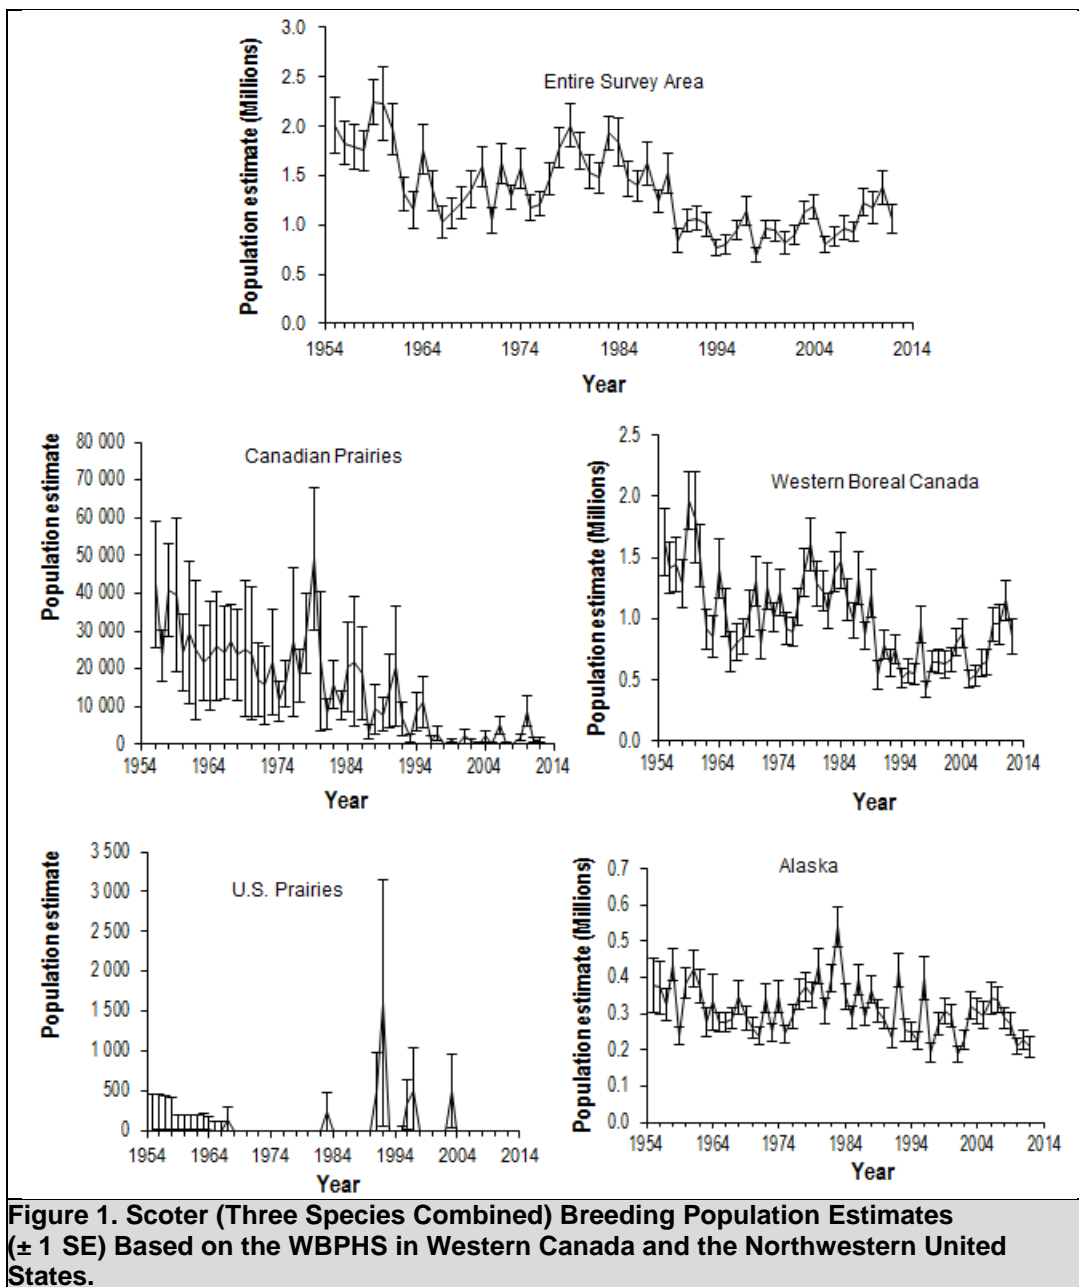 Entire Survey Area
Population estimate (Millions)
3.0
2.5
2.0
1.5
1.0
0.5
0.0
1954 1964 1974 1984 1994 2004 2014
Year
Canadian Prairies
Population estimate
80 000
70 000
60 000
50 000
40 000
30 000
20 000
10 000
0
1954 1964 1974 1984 1994 2004 2014
Year
Western Boreal Canada
Population estimate (Millions)
2.5
2.0
1.5
1.0
0.5
0.0
1954 1964 1974 1984 1994 2004 2014
Year
U.S. Prairies
Population estimate
3 500
3 000
2 500
2 000
1 500
1 000
500
0
1954 1964 1974 1984 1994 2004 2014
Year
Alaska
Population estimate (Millions)
0.7
0.6
0.5
0.4
0.3
0.2
0.1
0.0
1954 1964 1974 1984 1994 2004 2014
Year
Figure 1. Scoter (Three Species Combined) Breeding Population Estimates
(± 1 SE) Based on the WBPHS in Western Canada and the Northwestern United
States.